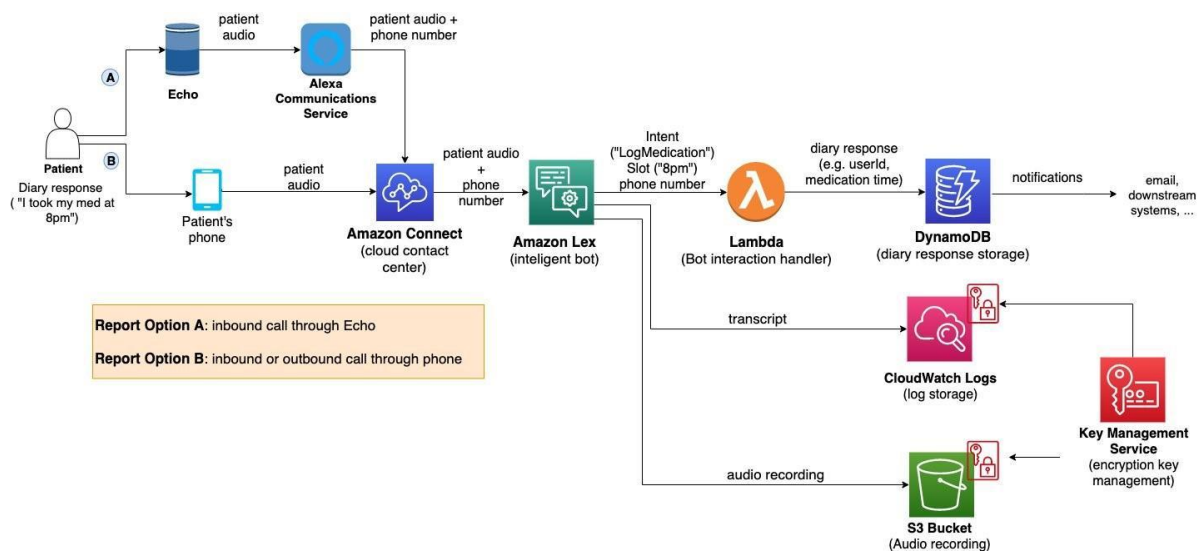 patient
audio
patient audio +
phone number
A
Echo
Alexa
Communications
Service
B
Patient
Diary response
( "I took my med at
8pm")
Patient's
phone
patient
audio
Amazon Connect
(cloud contact
center)
patient audio
+
phone
number
Amazon Lex
(inteligent bot)
Intent
("LogMedication")
Slot ("8pm")
phone number
Lambda
(Bot interaction handler)
diary response
(e.g. userId,
medication time)
DynamoDB
(diary response storage)
notifications
email,
downstream
systems, ...
Report Option A: inbound call through Echo
Report Option B: inbound or outbound call through phone
transcript
CloudWatch Logs
(log storage)
Key Management
Service
(encryption key
management)
audio recording
S3 Bucket
(Audio recording)